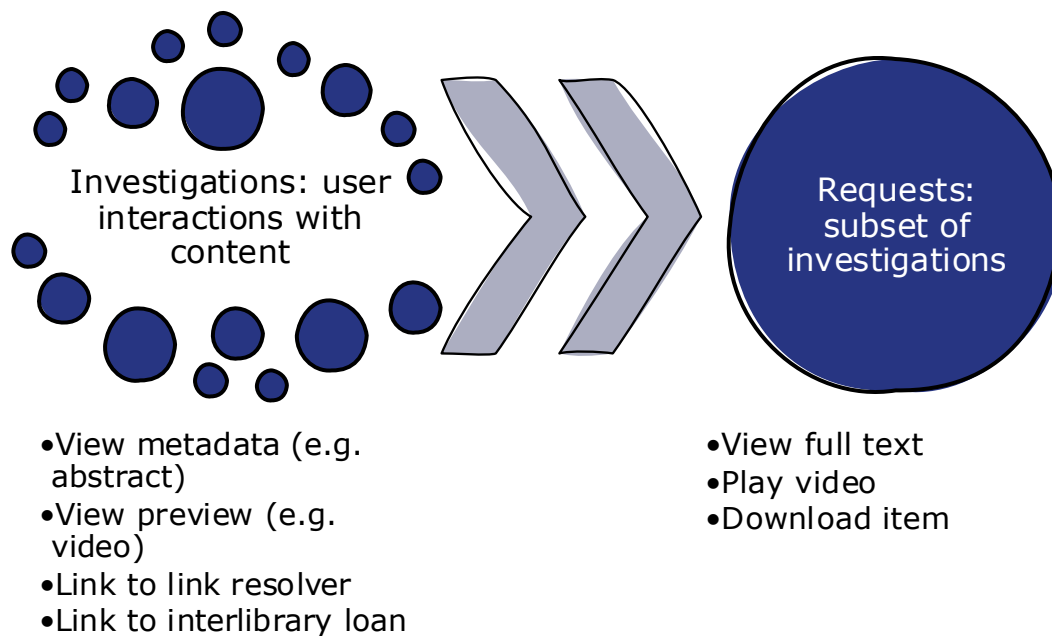 Investigations: user
interactions with
content
•View metadata (e.g.
abstract)
•View preview (e.g.
video)
•Link to link resolver
•Link to interlibrary loan
Requests:
subset of
investigations
•View full text
•Play video
•Download item